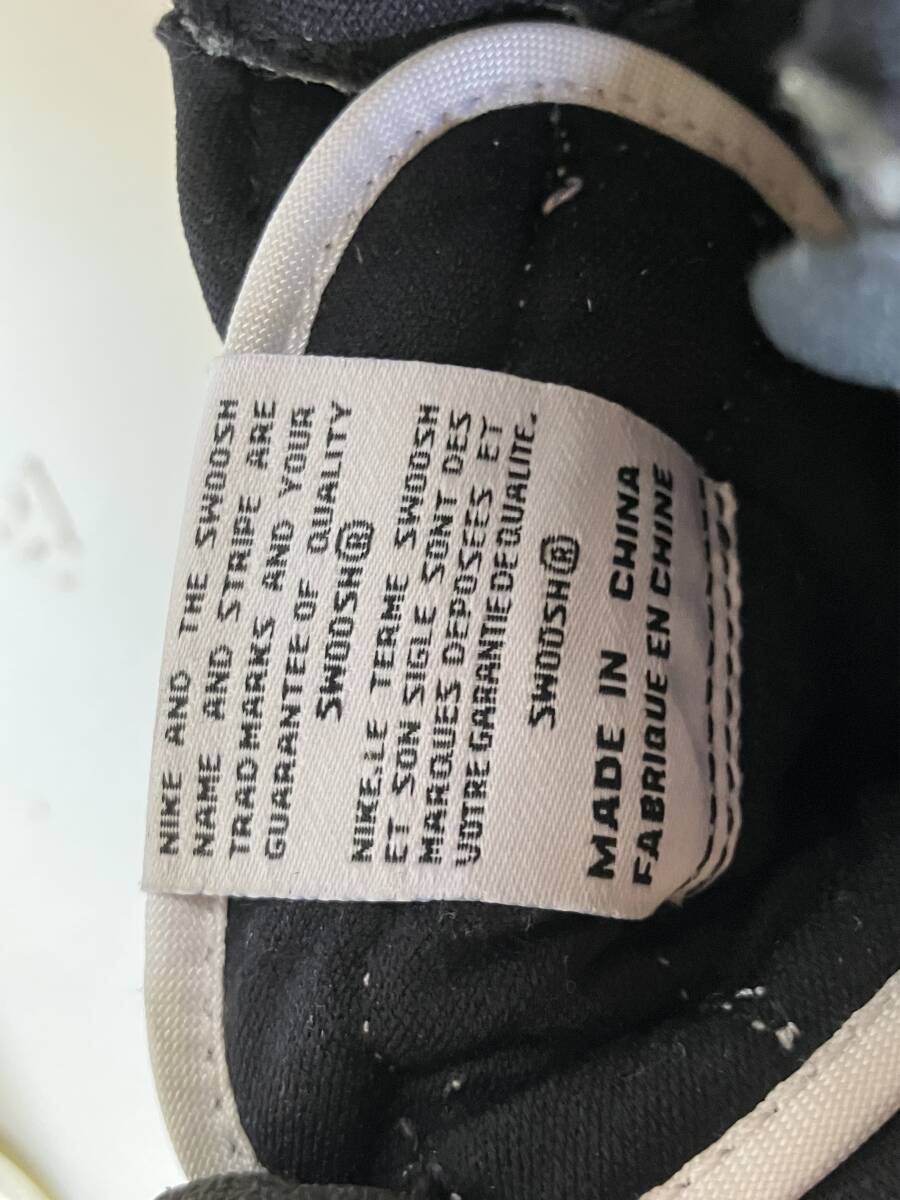 NIKE AND THE SWOOSH
NAME AND STRIPE ARE
TRADMARKS AND YOUR
GUARANTEE OF QUALITY
SWOOSH®
NIKE.LE TERME SWOOSH
ET SON SIGLE SONT DES
MARQUES DEPOSEES ET
VOTRE GARANTIE DE QUALITE.
SWOOSH®
MADE IN CHINA
FABRIQUE EN CHINE